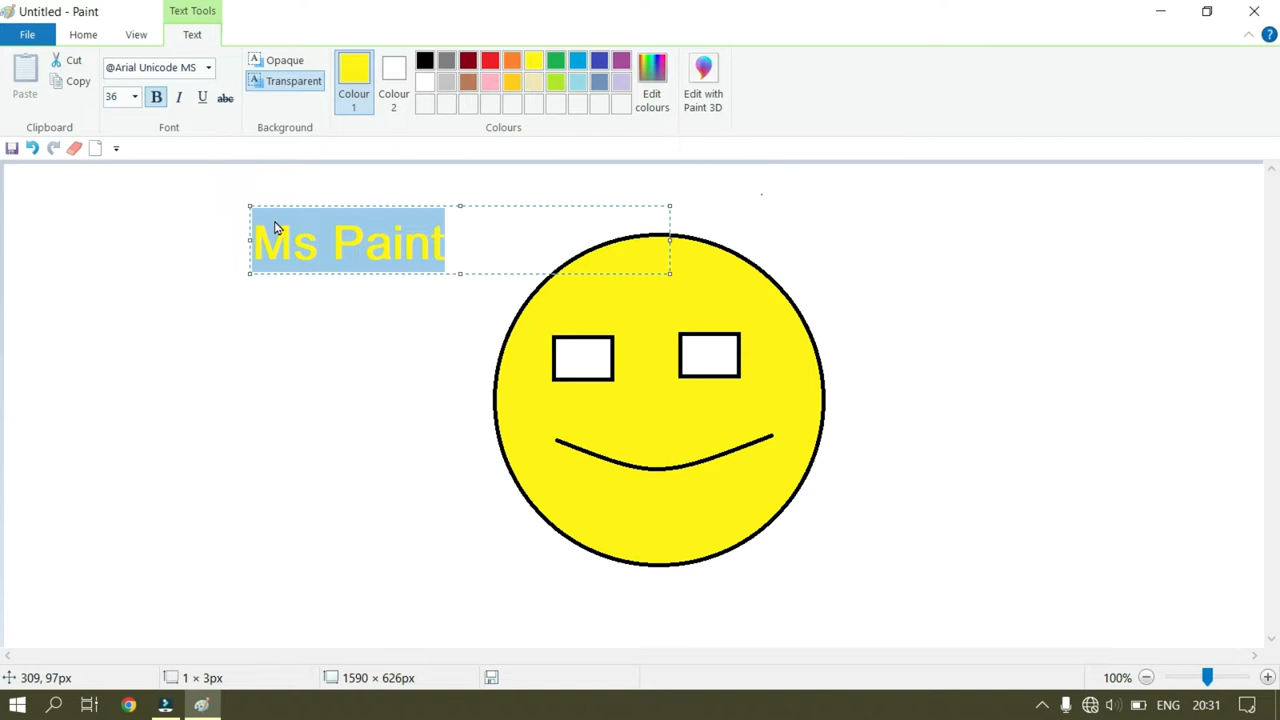 Untitled - Paint
Text Tools
File
Home
View
Text
Paste
Cut
Copy
Clipboard
@Arial Unicode MS
36
B
I
U
abc
Font
A Opaque
A Transparent
Background
Colour 1
Colour 2
Edit colours
Colours
Edit with Paint 3D
?
Ms Paint
309, 97px
1 × 3px
1590 × 626px
100%
ENG
20:31